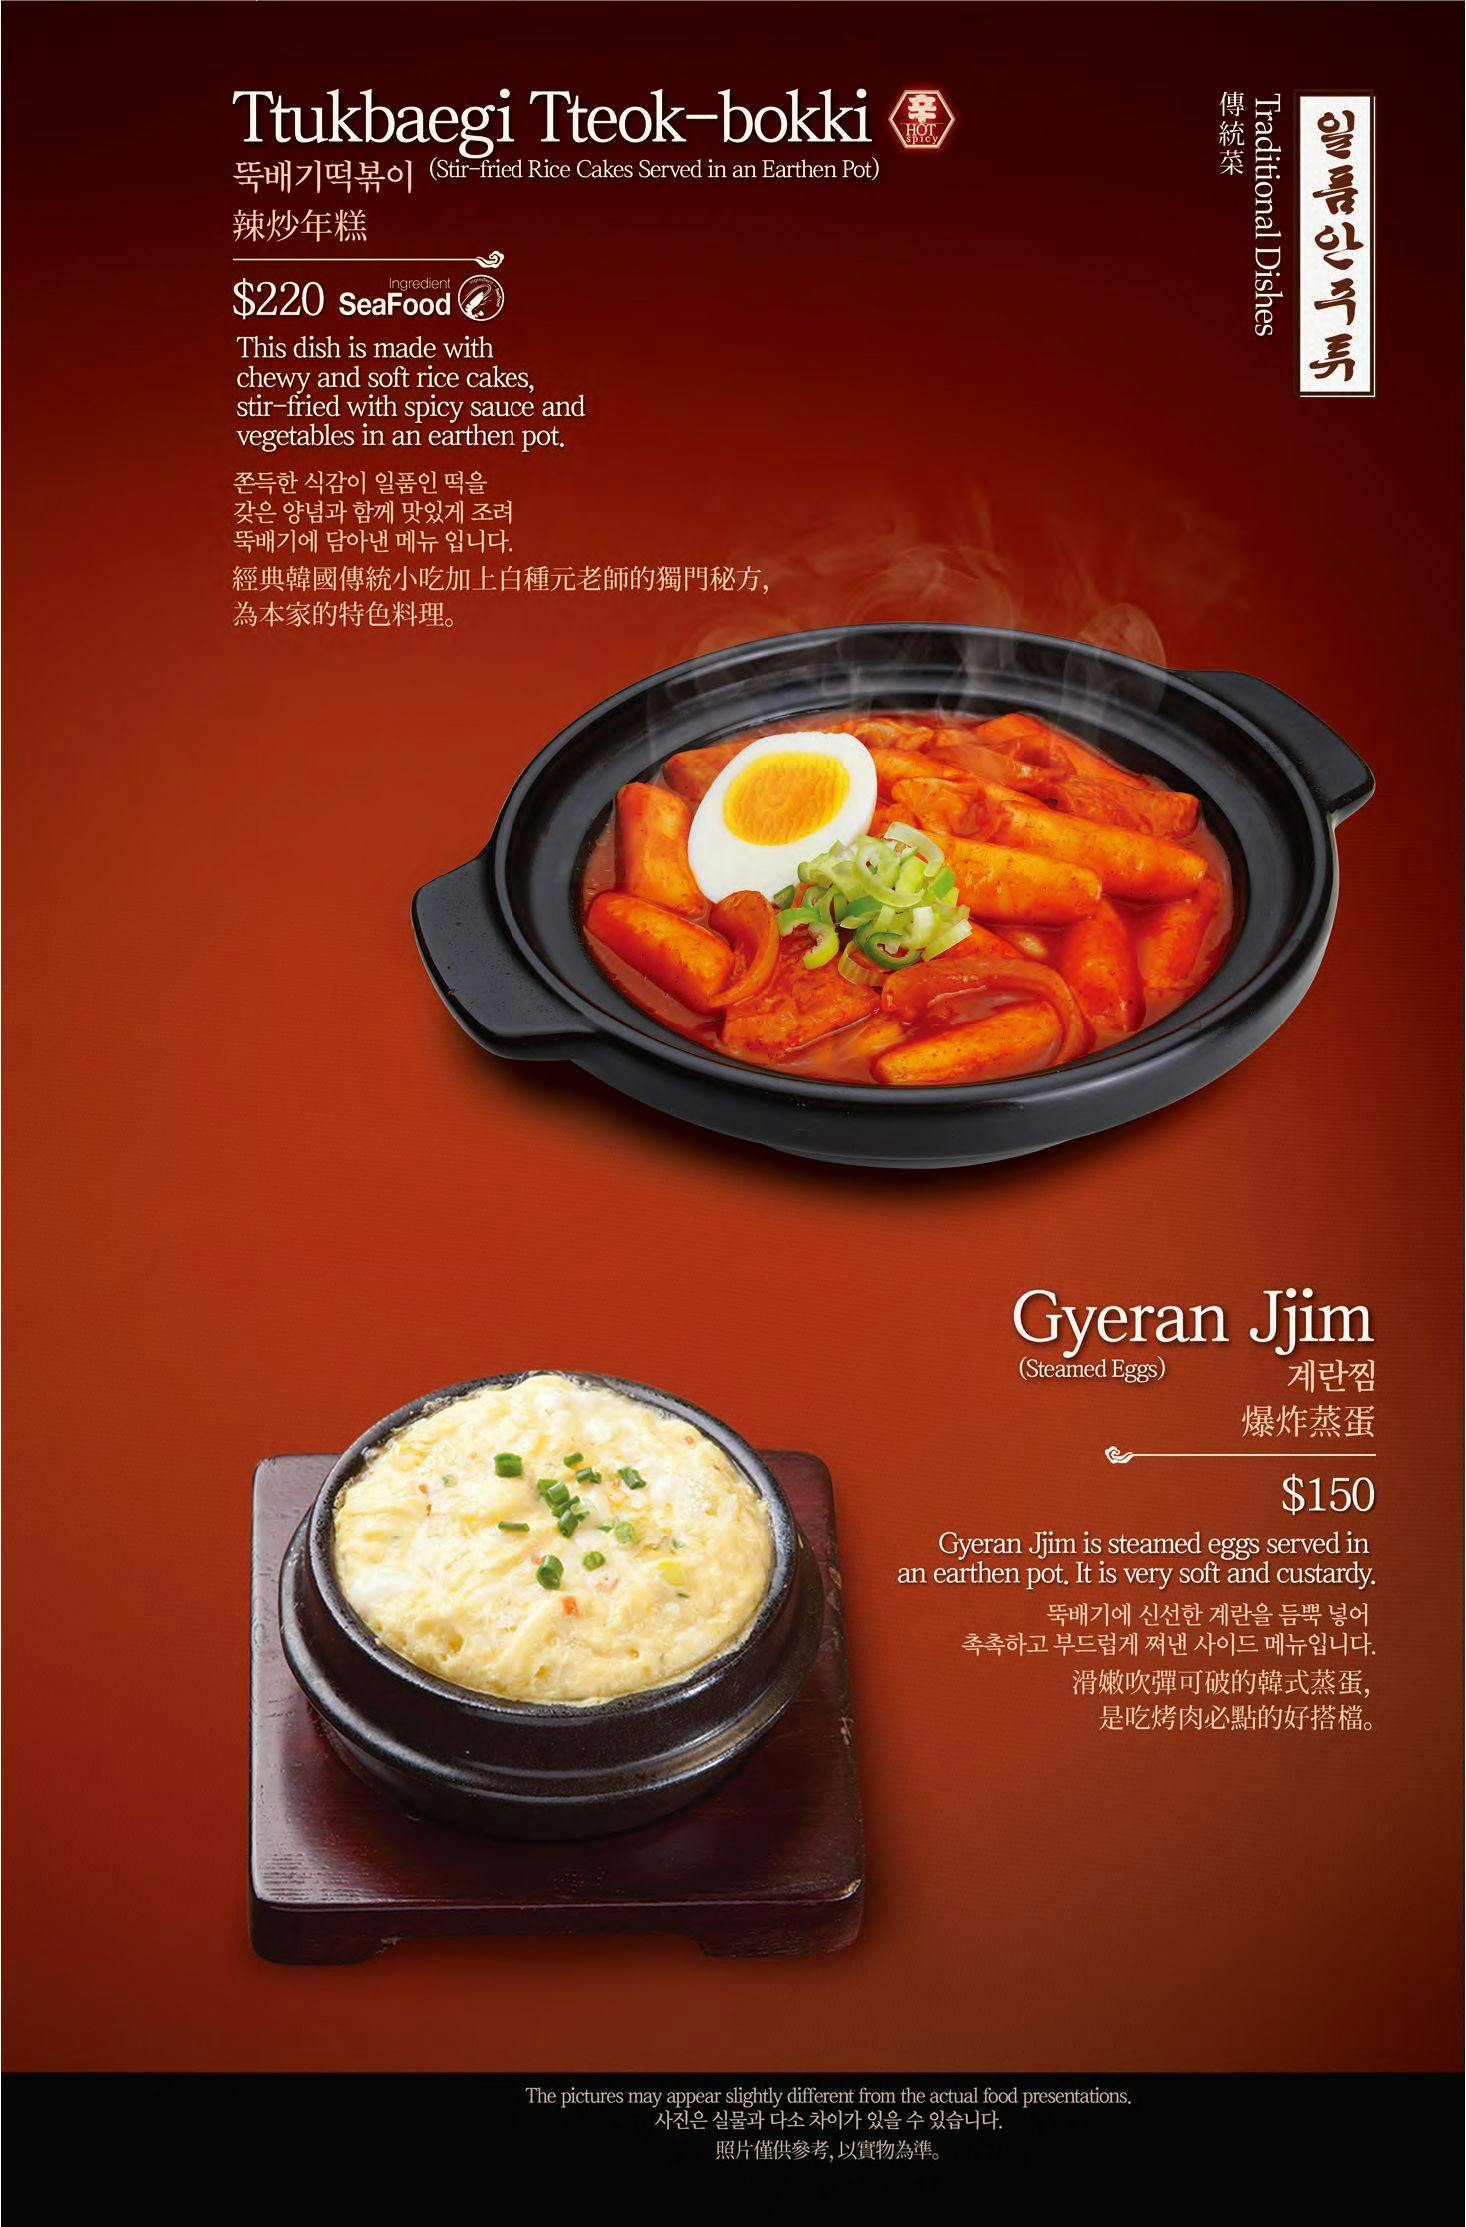 Ttukbaegi Tteok-bokki
辛
HOT
spicy
뚝배기떡볶이 (Stir-fried Rice Cakes Served in an Earthen Pot)
辣炒年糕
$220
Ingredient
SeaFood
This dish is made with
chewy and soft rice cakes,
stir-fried with spicy sauce and
vegetables in an earthen pot.
쫀득한 식감이 일품인 떡을
갖은 양념과 함께 맛있게 조려
뚝배기에 담아낸 메뉴 입니다.
經典韓國傳統小吃加上白種元老師的獨門秘方,
為本家的特色料理。
일품안주류
Traditional Dishes
傳統菜
Gyeran Jjim
(Steamed Eggs)
계란찜
爆炸蒸蛋
$150
Gyeran Jjim is steamed eggs served in
an earthen pot. It is very soft and custardy.
뚝배기에 신선한 계란을 듬뿍 넣어
촉촉하고 부드럽게 쪄낸 사이드 메뉴입니다.
滑嫩吹彈可破的韓式蒸蛋,
是吃烤肉必點的好搭檔。
The pictures may appear slightly different from the actual food presentations.
사진은 실물과 다소 차이가 있을 수 있습니다.
照片僅供參考, 以實物為準。